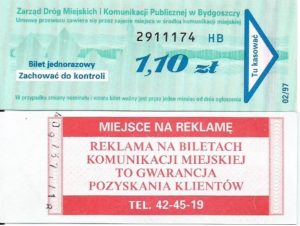 Zarząd Dróg Miejskich i Komunikacji Publicznej w Bydgoszczy
Umowę przewozu zawiera się przez zajęcie miejsca w środku komunikacji miejskiej
2911174 HB
Bilet jednorazowy
Zachować do kontroli
1,10 zł
Tu kasować
W przypadku zmiany nominału i wzoru bilet ważny jest przez jeden miesiąc od dnia ogłoszenia
02/97
MIEJSCE NA REKLAMĘ
REKLAMA NA BILETACH
KOMUNIKACJI MIEJSKIEJ
TO GWARANCJA
POZYSKANIA KLIENTÓW
TEL. 42-45-19